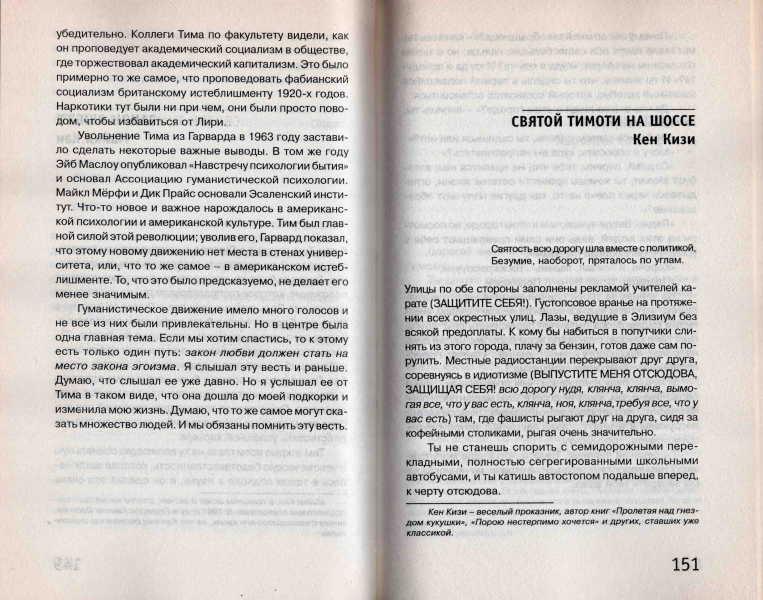 убедительно. Коллеги Тима по факультету видели, как
он проповедует академический социализм в обществе,
где торжествовал академический капитализм. Это было
примерно то же самое, что проповедовать фабианский
социализм британскому истеблишменту 1920-х годов.
Наркотики тут были ни при чем, они были просто пово-
дом, чтобы избавиться от Лири.
Увольнение Тима из Гарварда в 1963 году застави-
ло сделать некоторые важные выводы. В том же году
Эйб Маслоу опубликовал «Навстречу психологии бытия»
и основал Ассоциацию гуманистической психологии.
Майкл Мёрфи и Дик Прайс основали Эсаленский инсти-
тут. Что-то новое и важное нарождалось в американс-
кой психологии и американской культуре. Тим был глав-
ной силой этой революции; уволив его, Гарвард показал,
что этому новому движению нет места в стенах универ-
ситета, или, что то же самое – в американском истеб-
лишменте. То, что это было предсказуемо, не делает его
менее значимым.
Гуманистическое движение имело много голосов и
не все из них были привлекательны. Но в центре была
одна главная тема. Если мы хотим спастись, то к этому
есть только один путь: закон любви должен стать на
место закона эгоизма. Я слышал эту весть и раньше.
Думаю, что слышал ее уже давно. Но я услышал ее от
Тима в таком виде, что она дошла до моей подкорки и
изменила мою жизнь. Думаю, что то же самое могут ска-
зать множество людей. И мы обязаны помнить эту весть.
СВЯТОЙ ТИМОТИ НА ШОССЕ
Кен Кизи
Святость всю дорогу шла вместе с политикой,
Безумие, наоборот, пряталось по углам.
Улицы по обе стороны заполонены рекламой учителей ка-
рате (ЗАЩИТИТЕ СЕБЯ!). Густопсовое вранье на протяже-
нии всех окрестных улиц. Лазы, ведущие в Элизиум без
всякой предоплаты. К кому бы набиться в попутчики сли-
нять из этого города, плачу за бензин, готов даже сам по-
рулить. Местные радиостанции перекрывают друг друга,
соревнуясь в идиотизме (ВЫПУСТИТЕ МЕНЯ ОТСЮДОВА,
ЗАЩИЩАЯ СЕБЯ! всю дорогу нудя, клянча, клянча, вымо-
гая все, что у вас есть, клянча, ноя, клянча,требуя все, что у
вас есть) там, где фашисты рыгают друг на друга, сидя за
кофейными столиками, рыгая очень значительно.
Ты не станешь спорить с семидорожными пере-
кладными, полностью сегрегированными школьными
автобусами, и ты катишь автостопом подальше вперед,
к черту отсюдова.
Кен Кизи – веселый проказник, автор книг «Пролетая над гнез-
дом кукушки», «Порою нестерпимо хочется» и других, ставших уже
классикой.
151